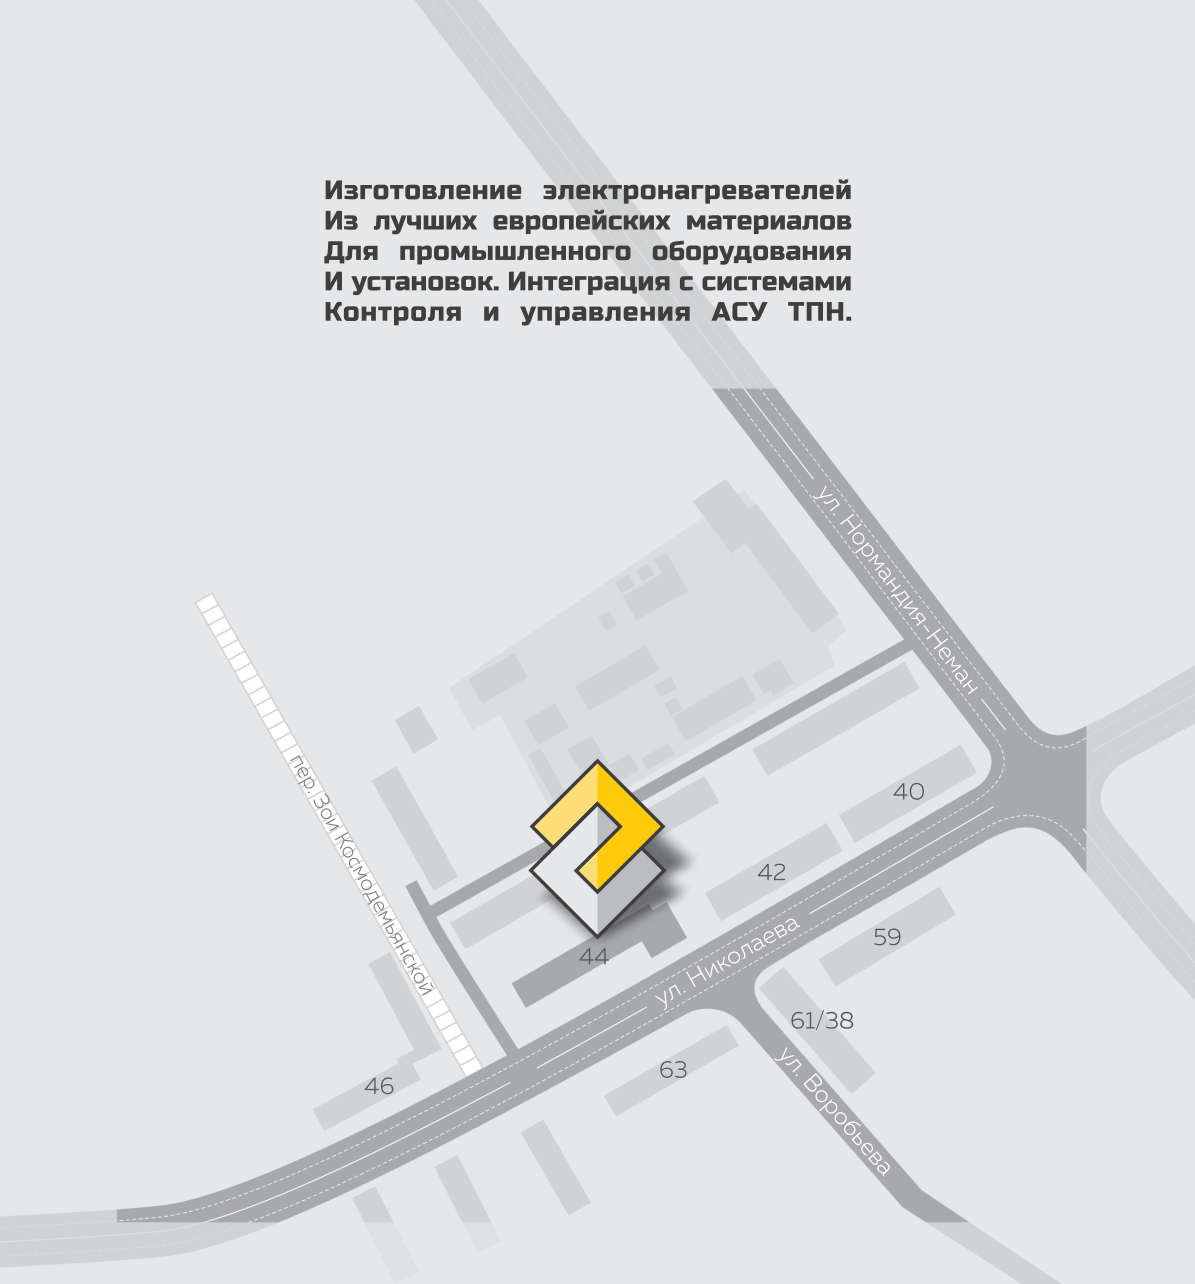 Изготовление электронагревателей
Из лучших европейских материалов
Для промышленного оборудования
И установок. Интеграция с системами
Контроля и управления АСУ ТПН.
ул. Нормандия-Неман
пер. Зои Космодемьянской
40
42
59
44
ул. Николаева
61/38
63
46
ул. Воробьева